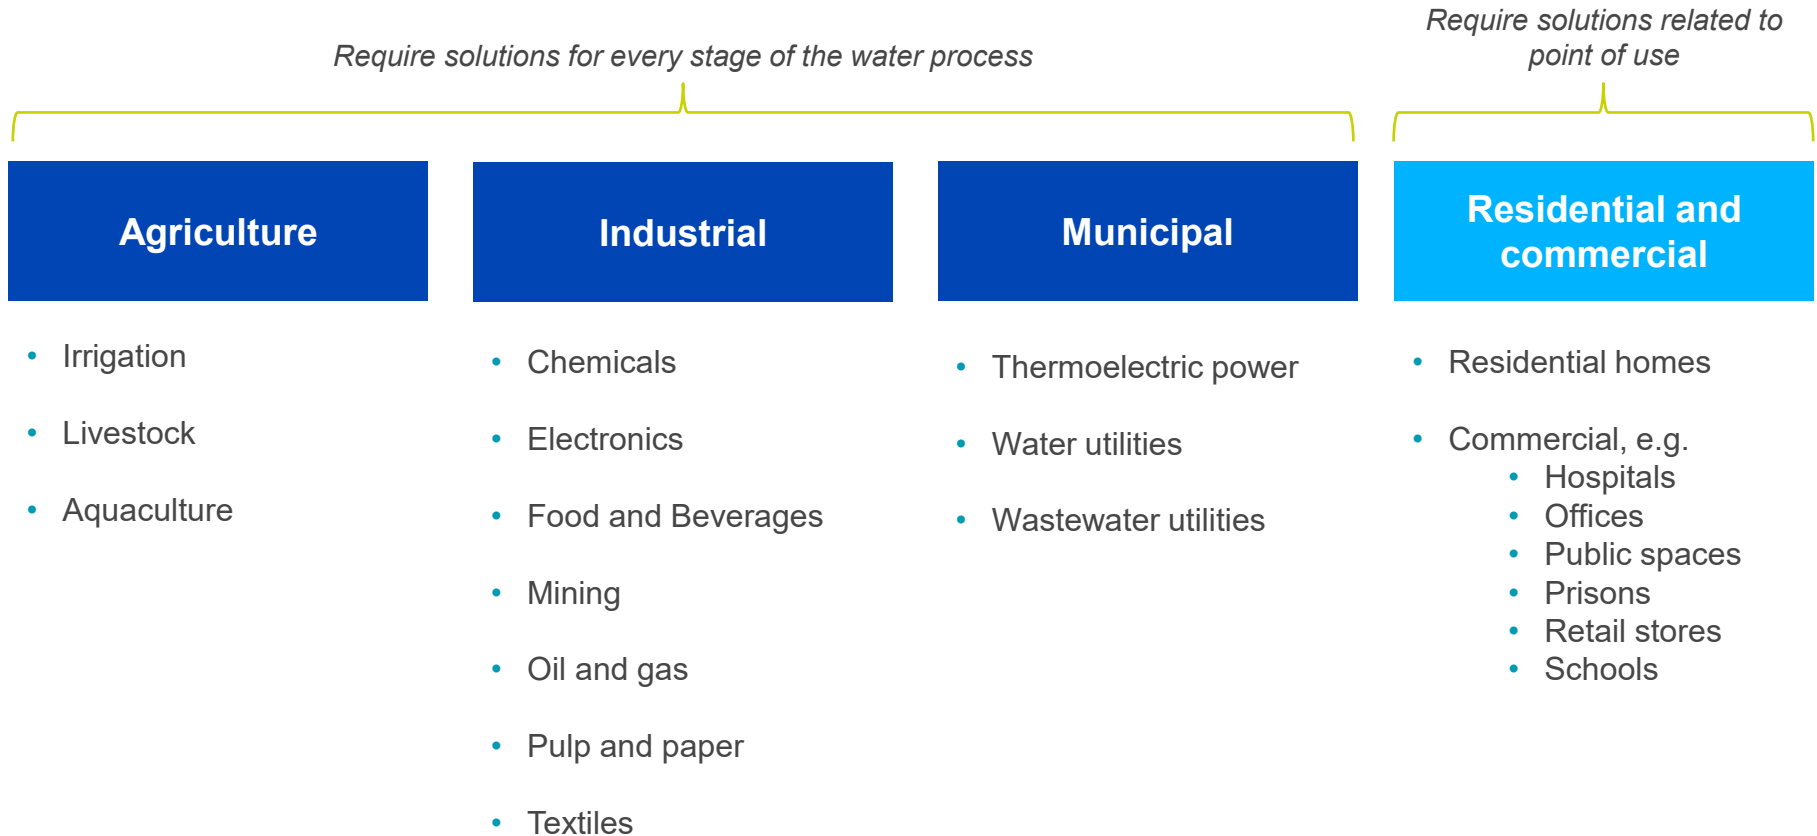 Require solutions for every stage of the water process
Require solutions related to
point of use
Agriculture
• Irrigation
• Livestock
• Aquaculture
Industrial
• Chemicals
• Electronics
• Food and Beverages
• Mining
• Oil and gas
• Pulp and paper
• Textiles
Municipal
• Thermoelectric power
• Water utilities
• Wastewater utilities
Residential and
commercial
• Residential homes
• Commercial, e.g.
• Hospitals
• Offices
• Public spaces
• Prisons
• Retail stores
• Schools